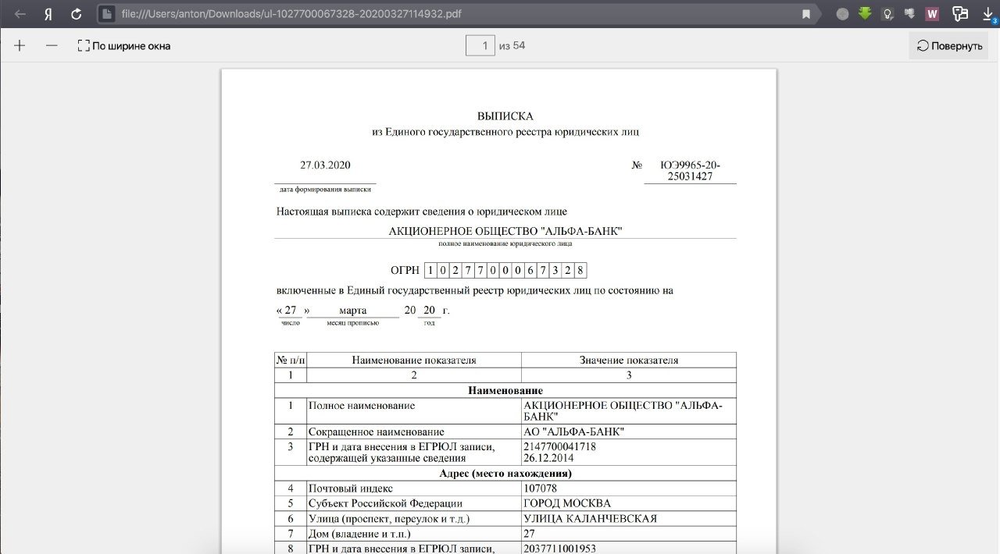 Я file:///Users/anton/Downloads/ul-1027700067328-20200327114932.pdf W 3
+ — По ширине окна 1 из 54 Повернуть
ВЫПИСКА
из Единого государственного реестра юридических лиц
27.03.2020 № ЮЭ9965-20-
25031427
дата формирования выписки
Настоящая выписка содержит сведения о юридическом лице
АКЦИОНЕРНОЕ ОБЩЕСТВО "АЛЬФА-БАНК"
полное наименование юридического лица
ОГРН 1 0 2 7 7 0 0 0 6 7 3 2 8
включенные в Единый государственный реестр юридических лиц по состоянию на
« 27 » марта 20 20 г.
число месяц прописью год
№ п/п Наименование показателя Значение показателя
1 2 3
Наименование
1 Полное наименование АКЦИОНЕРНОЕ ОБЩЕСТВО "АЛЬФА-
БАНК"
2 Сокращенное наименование АО "АЛЬФА-БАНК"
3 ГРН и дата внесения в ЕГРЮЛ записи, 2147700041718
содержащей указанные сведения 26.12.2014
Адрес (место нахождения)
4 Почтовый индекс 107078
5 Субъект Российской Федерации ГОРОД МОСКВА
6 Улица (проспект, переулок и т.д.) УЛИЦА КАЛАНЧЕВСКАЯ
7 Дом (владение и т.п.) 27
8 ГРН и дата внесения в ЕГРЮЛ записи, 2037711001953